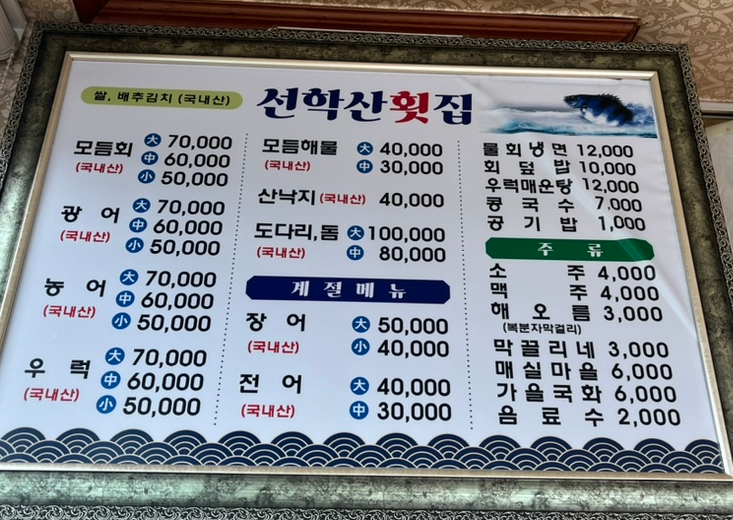 쌀, 배추김치 (국내산)
선학산횟집
모듬회 大 70,000
(국내산) 中 60,000
小 50,000
광 어 大 70,000
(국내산) 中 60,000
小 50,000
농 어 大 70,000
(국내산) 中 60,000
小 50,000
우 럭 大 70,000
(국내산) 中 60,000
小 50,000
모듬해물 大 40,000
(국내산) 中 30,000
산낙지 (국내산) 40,000
도다리,돔 大 100,000
(국내산) 中 80,000
계절메뉴
장 어 大 50,000
(국내산) 小 40,000
전 어 大 40,000
(국내산) 中 30,000
물 회 냉 면 12,000
회 덮 밥 10,000
우럭매운탕 12,000
콩 국 수 7,000
공 기 밥 1,000
주 류
소 주 4,000
맥 주 4,000
해 오 름 3,000
(복분자막걸리)
막 끌 리 네 3,000
매 실 마 을 6,000
가 을 국 화 6,000
음 료 수 2,000